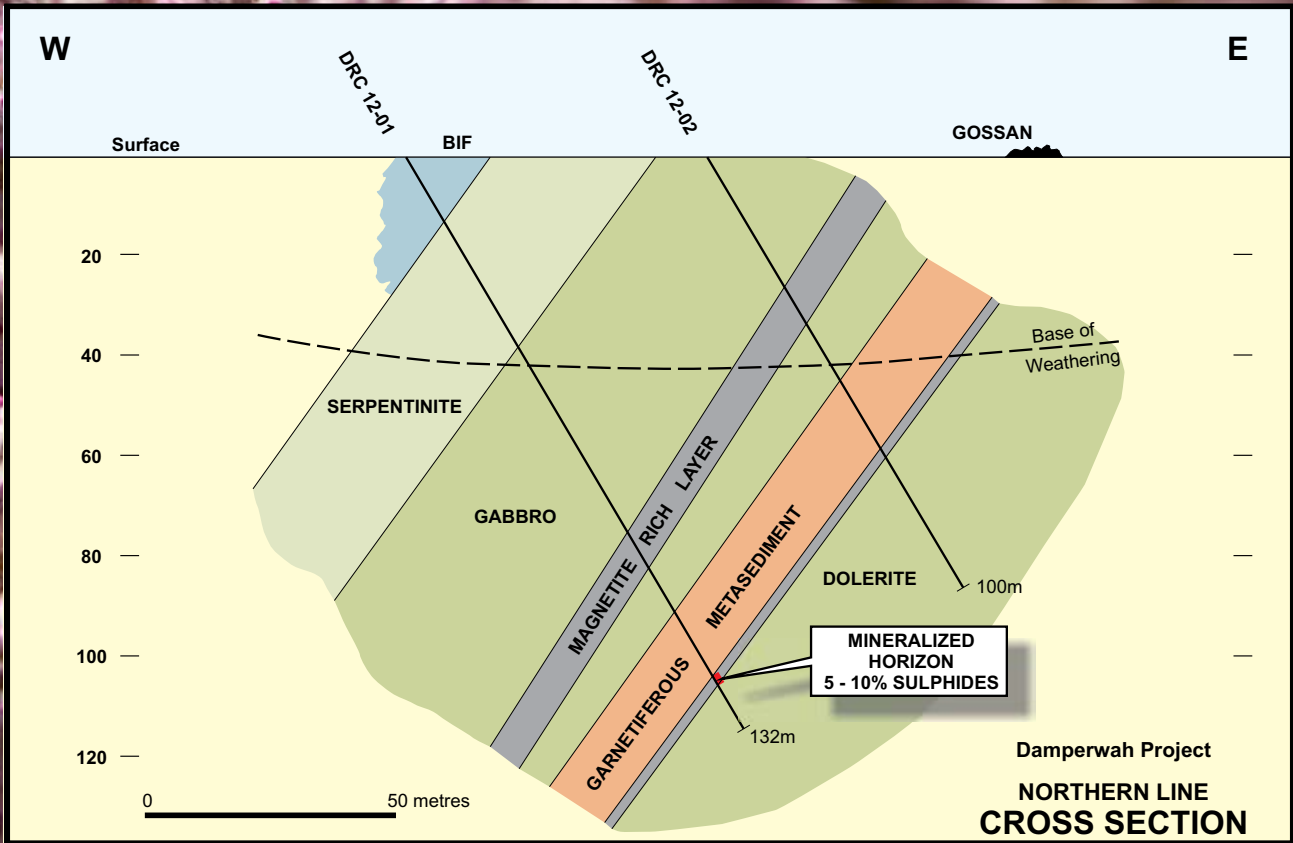 W
E
DRC 12-01
DRC 12-02
Surface
BIF
GOSSAN
20
40
60
80
100
120
Base of
Weathering
SERPENTINITE
GABBRO
MAGNETITE RICH LAYER
GARNETIFEROUS METASEDIMENT
DOLERITE
100m
MINERALIZED
HORIZON
5 - 10% SULPHIDES
132m
0 50 metres
Damperwah Project
NORTHERN LINE
CROSS SECTION